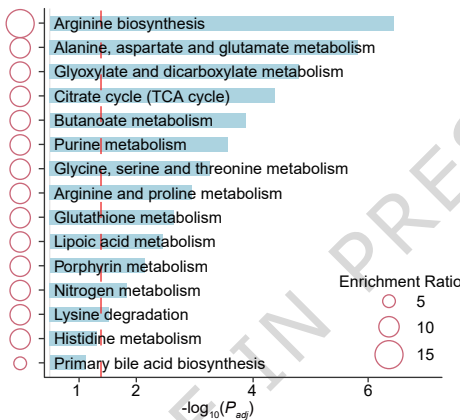 Arginine biosynthesis
Alanine, aspartate and glutamate metabolism
Glyoxylate and dicarboxylate metabolism
Citrate cycle (TCA cycle)
Butanoate metabolism
Purine metabolism
Glycine, serine and threonine metabolism
Arginine and proline metabolism
Glutathione metabolism
Lipoic acid metabolism
Porphyrin metabolism
Nitrogen metabolism
Lysine degradation
Histidine metabolism
Primary bile acid biosynthesis
Enrichment Ratio
5
10
15
1 2 4 6
-log10(Padj)
E IN PRES